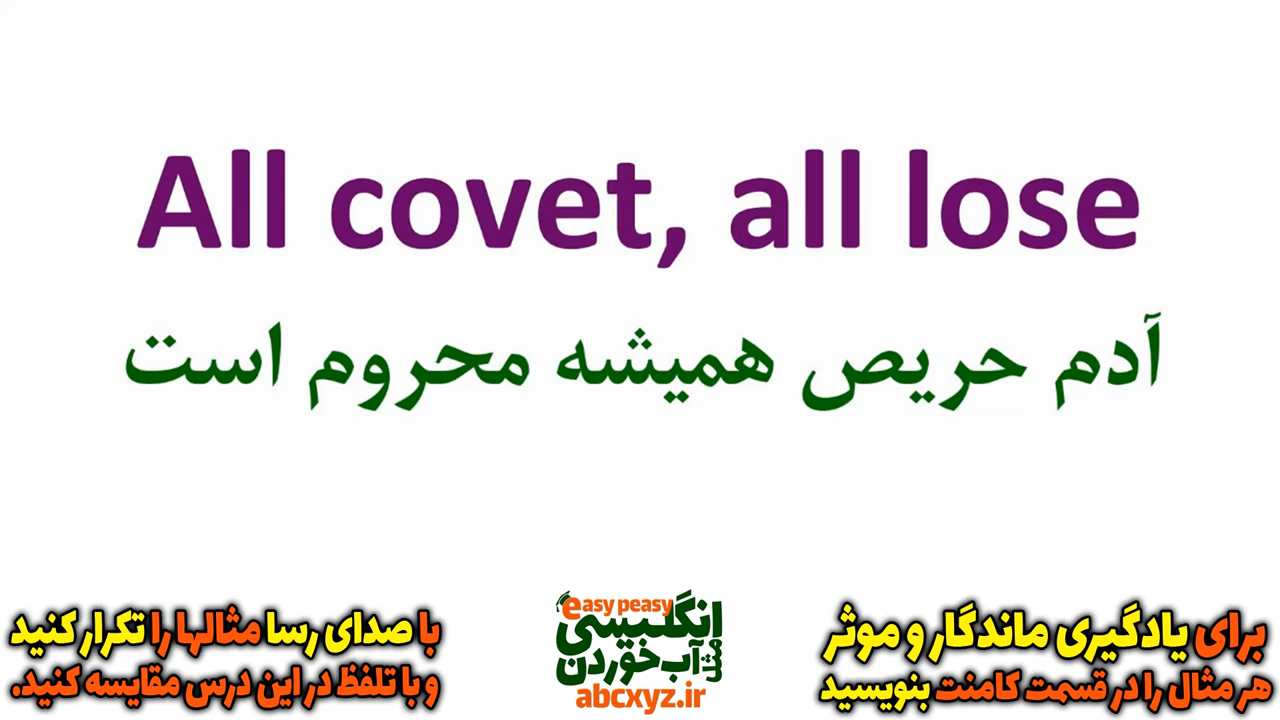 All covet, all lose
آدم حریص همیشه محروم است
برای یادگیری ماندگار و موثر
هر مثال را در قسمت کامنت بنویسید
easy peasy
انگلیسی
مثل آب خوردن
abcxyz.ir
با صدای رسا مثالها را تکرار کنید
و با تلفظ در این درس مقایسه کنید.